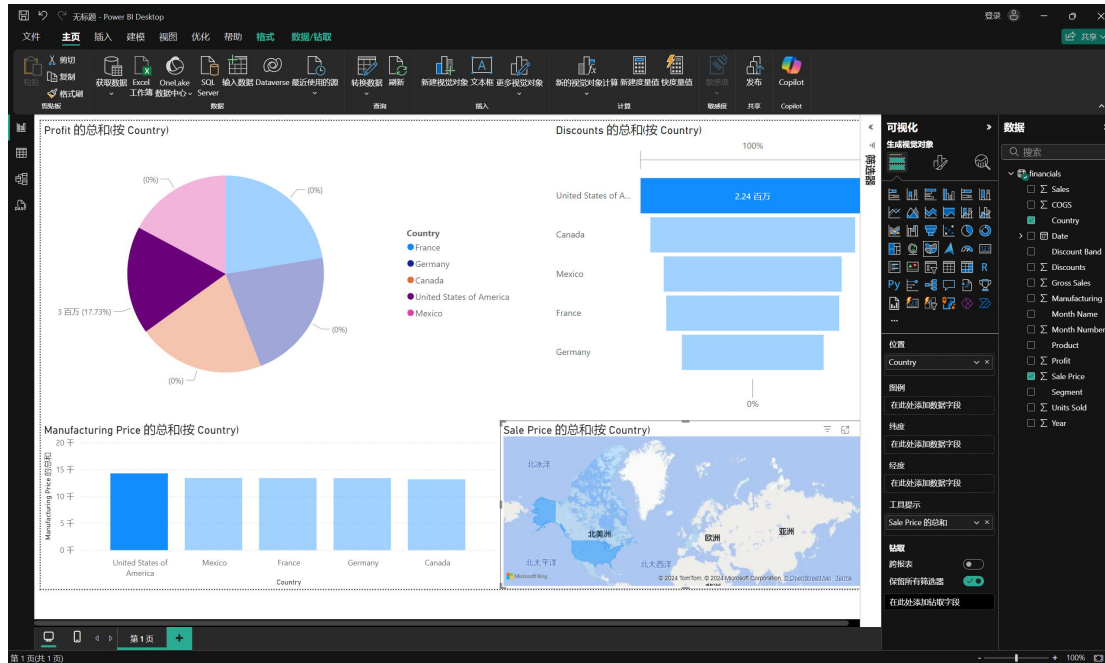 无标题 - Power BI Desktop
登录
文件
主页
插入
建模
视图
优化
帮助
格式
数据/钻取
共享
粘贴
剪切
复制
格式刷
剪贴板
获取数据
Excel 工作簿
OneLake 数据中心
SQL Server
输入数据
Dataverse
最近使用的源
数据
转换数据
刷新
查询
新建视觉对象
文本框
更多视觉对象
插入
新的视觉对象计算
新建度量值
快度量值
计算
敏感度
敏感度
发布
共享
Copilot
Copilot
Profit 的总和(按 Country)
(0%)
(0%)
3 百万 (17.73%)
(0%)
(0%)
Country
France
Germany
Canada
United States of America
Mexico
Discounts 的总和(按 Country)
100%
United States of A...
2.24 百万
Canada
Mexico
France
Germany
0%
Manufacturing Price 的总和(按 Country)
Manufacturing Price 的总和
20 千
15 千
10 千
5 千
0 千
United States of
America
Mexico
France
Germany
Canada
Country
Sale Price 的总和(按 Country)
北冰洋
北美洲
欧洲
亚洲
北太平洋
北大西洋
Microsoft Bing
© 2024 TomTom, © 2024 Microsoft Corporation, © OpenStreetMap Terms
筛选器
可视化
生成视觉对象
R
Py
...
位置
Country
图例
在此处添加数据字段
纬度
在此处添加数据字段
经度
在此处添加数据字段
工具提示
Sale Price 的总和
钻取
跨报表
保留所有筛选器
在此处添加钻取字段
数据
搜索
financials
Sales
COGS
Country
Date
Discount Band
Discounts
Gross Sales
Manufacturing
Month Name
Month Number
Product
Profit
Sale Price
Segment
Units Sold
Year
第 1 页
第 1 页(共 1 页)
100%